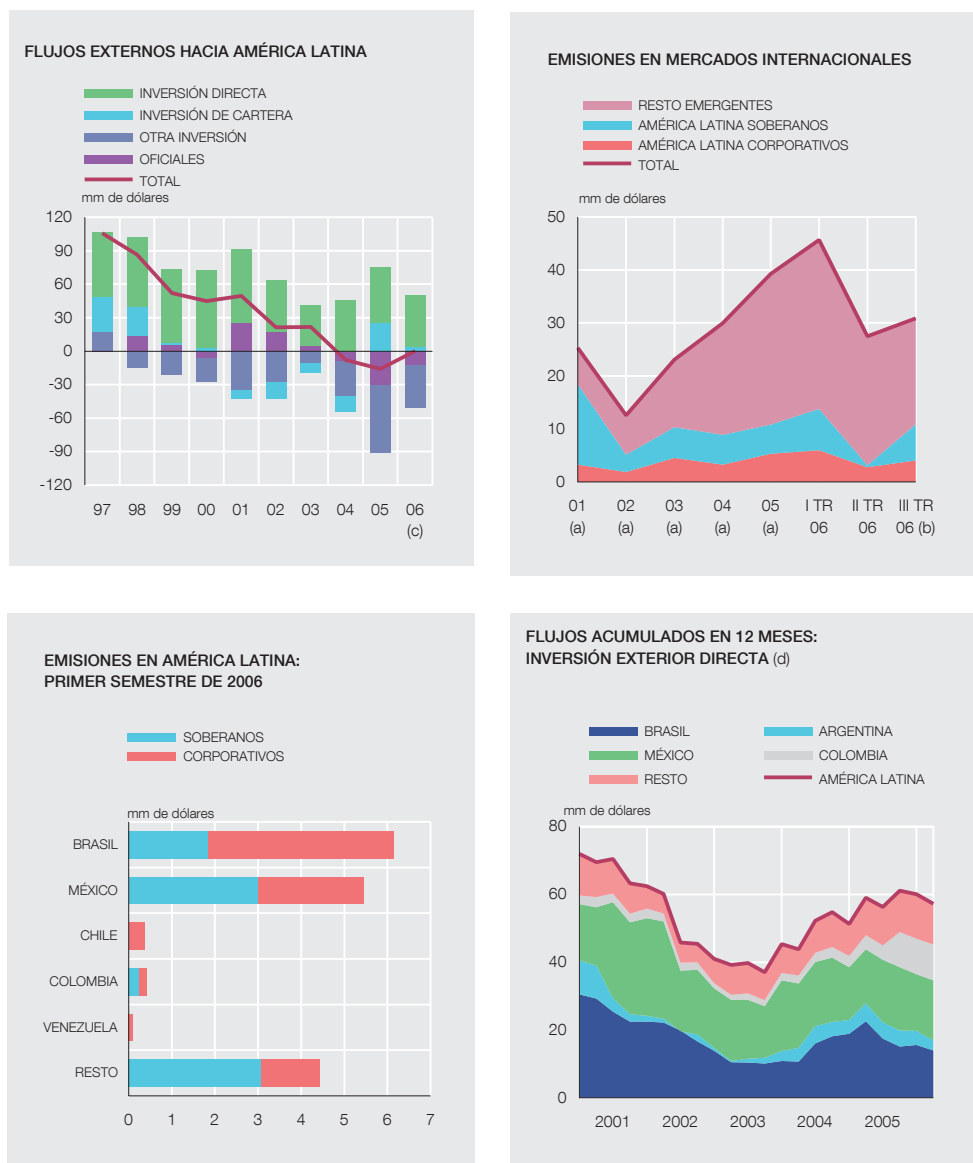 FLUJOS EXTERNOS HACIA AMÉRICA LATINA
INVERSIÓN DIRECTA
INVERSIÓN DE CARTERA
OTRA INVERSIÓN
OFICIALES
TOTAL
mm de dólares
120
90
60
30
0
-30
-60
-90
-120
97 98 99 00 01 02 03 04 05 06
(c)
EMISIONES EN MERCADOS INTERNACIONALES
RESTO EMERGENTES
AMÉRICA LATINA SOBERANOS
AMÉRICA LATINA CORPORATIVOS
TOTAL
mm de dólares
50
40
30
20
10
0
01 02 03 04 05 I TR II TR III TR
(a) (a) (a) (a) (a) 06 06 06 (b)
EMISIONES EN AMÉRICA LATINA:
PRIMER SEMESTRE DE 2006
SOBERANOS
CORPORATIVOS
mm de dólares
BRASIL
MÉXICO
CHILE
COLOMBIA
VENEZUELA
RESTO
0 1 2 3 4 5 6 7
FLUJOS ACUMULADOS EN 12 MESES:
INVERSIÓN EXTERIOR DIRECTA (d)
BRASIL ARGENTINA
MÉXICO COLOMBIA
RESTO AMÉRICA LATINA
mm de dólares
80
60
40
20
0
2001 2002 2003 2004 2005